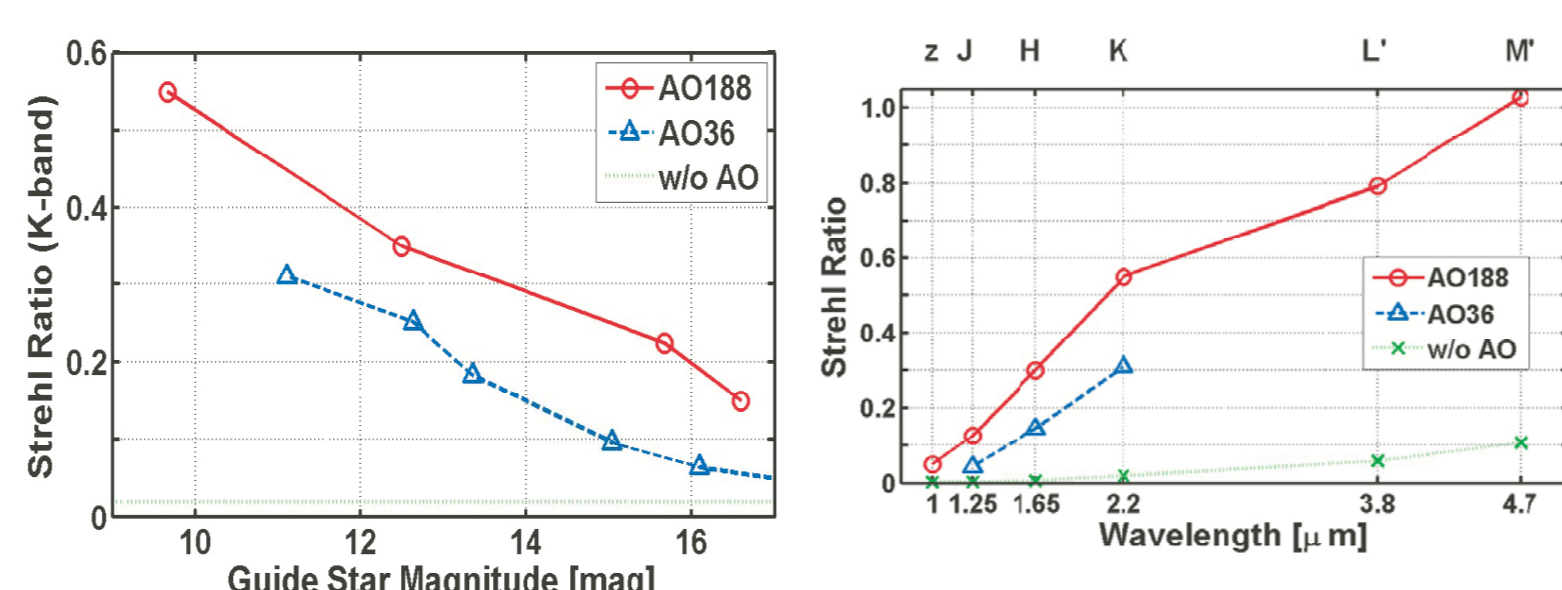 0.6
0.4
0.2
0
Strehl Ratio (K-band)
AO188
AO36
w/o AO
10 12 14 16
Guide Star Magnitude [mag]
z J H K L' M'
1.0
0.8
0.6
0.4
0.2
0
Strehl Ratio
AO188
AO36
w/o AO
1 1.25 1.65 2.2 3.8 4.7
Wavelength [μ m]